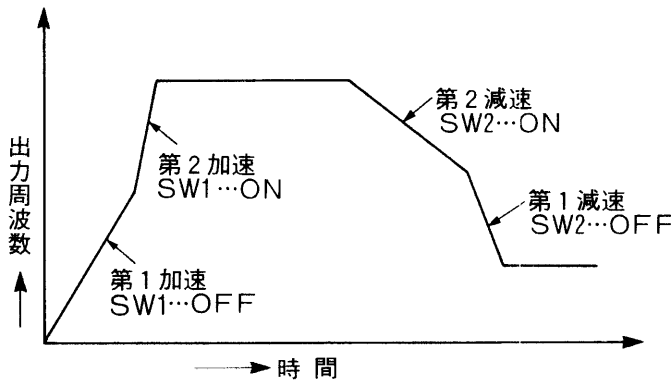 出力周波数
第2加速
SW1…ON
第1加速
SW1…OFF
第2減速
SW2…ON
第1減速
SW2…OFF
時間